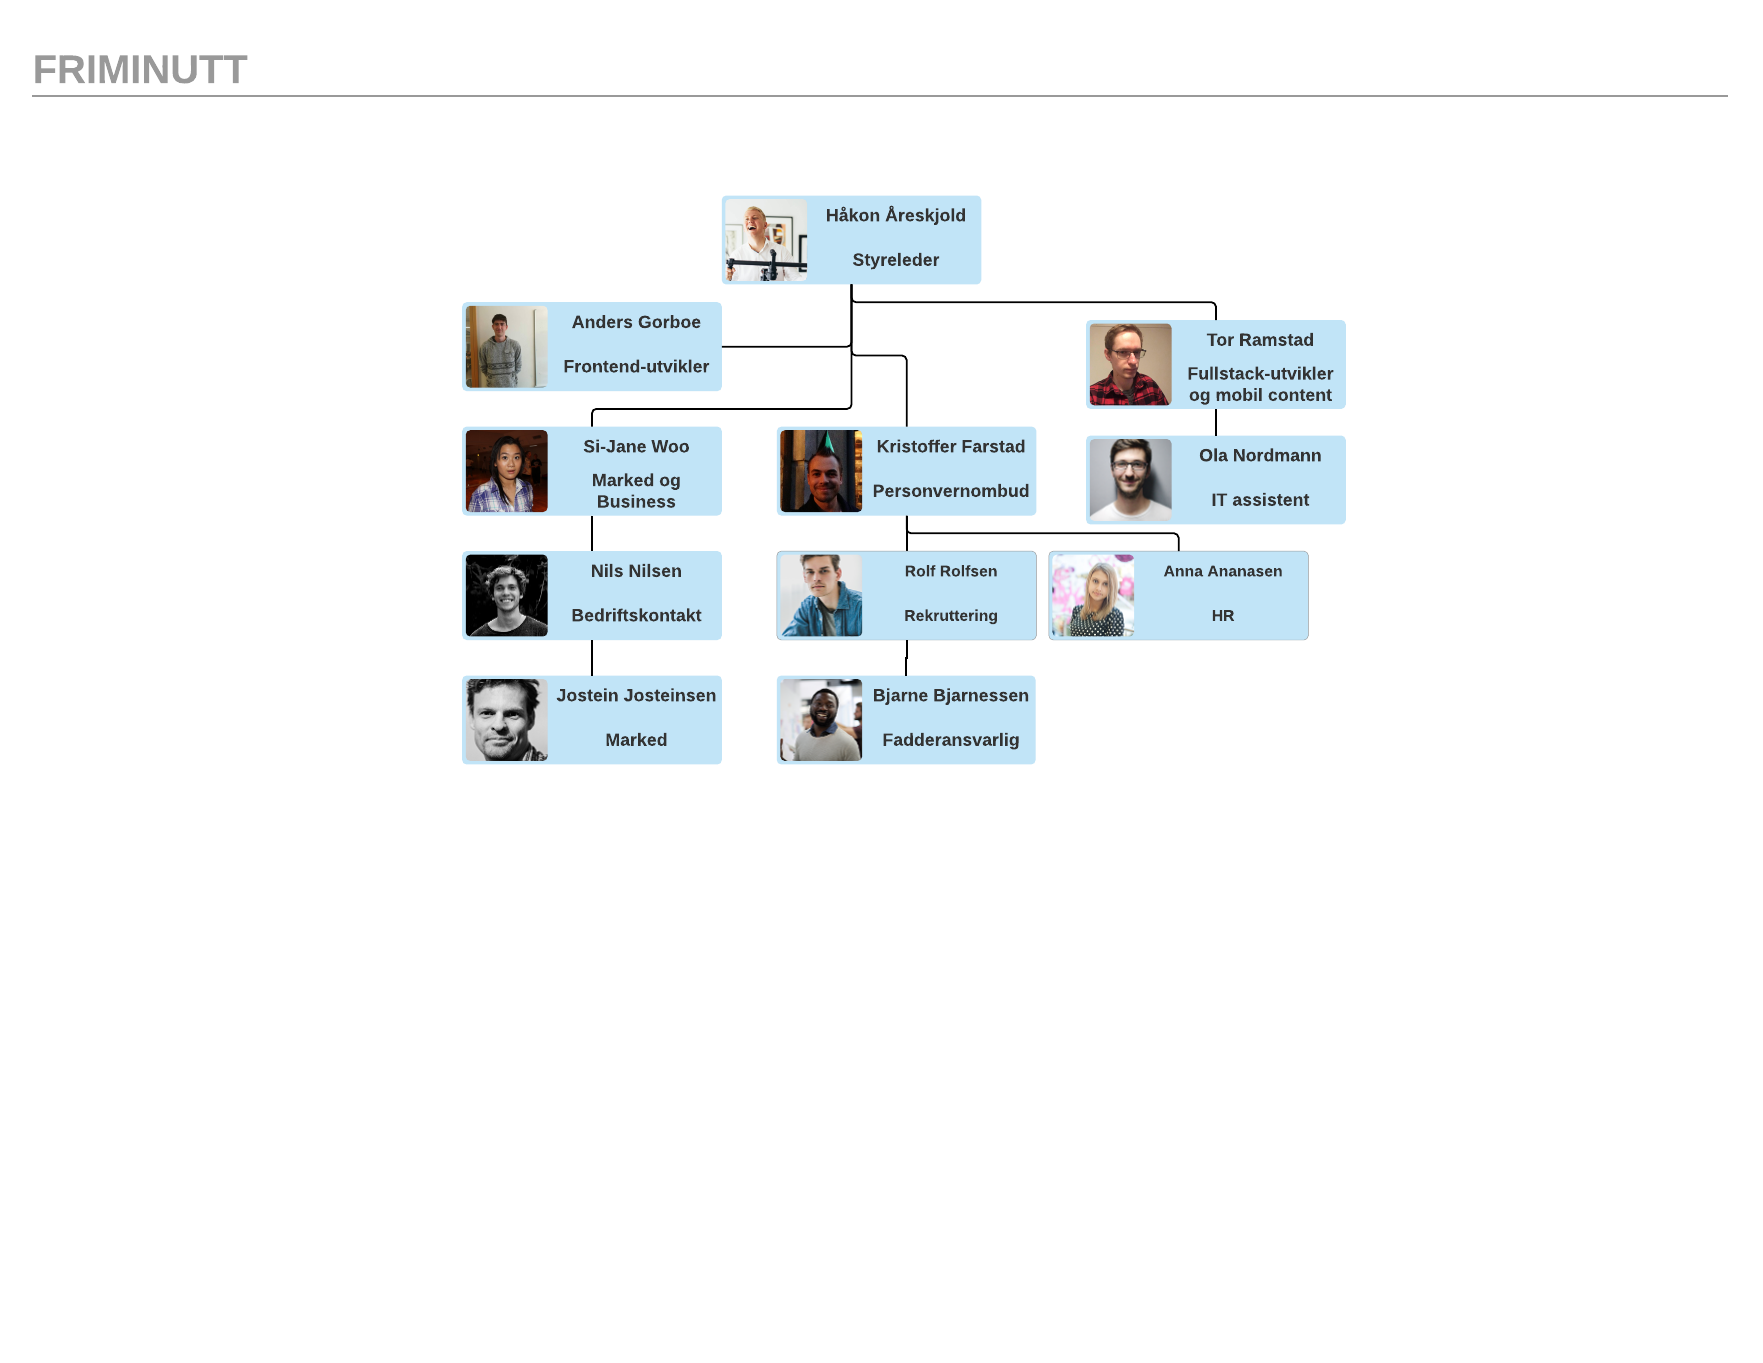 FRIMINUTT
Håkon Åreskjold
Styreleder
Anders Gorboe
Frontend-utvikler
Tor Ramstad
Fullstack-utvikler
og mobil content
Si-Jane Woo
Marked og
Business
Kristoffer Farstad
Personvernombud
Ola Nordmann
IT assistent
Nils Nilsen
Bedriftskontakt
Rolf Rolfsen
Rekruttering
Anna Ananasen
HR
Jostein Josteinsen
Marked
Bjarne Bjarnessen
Fadderansvarlig